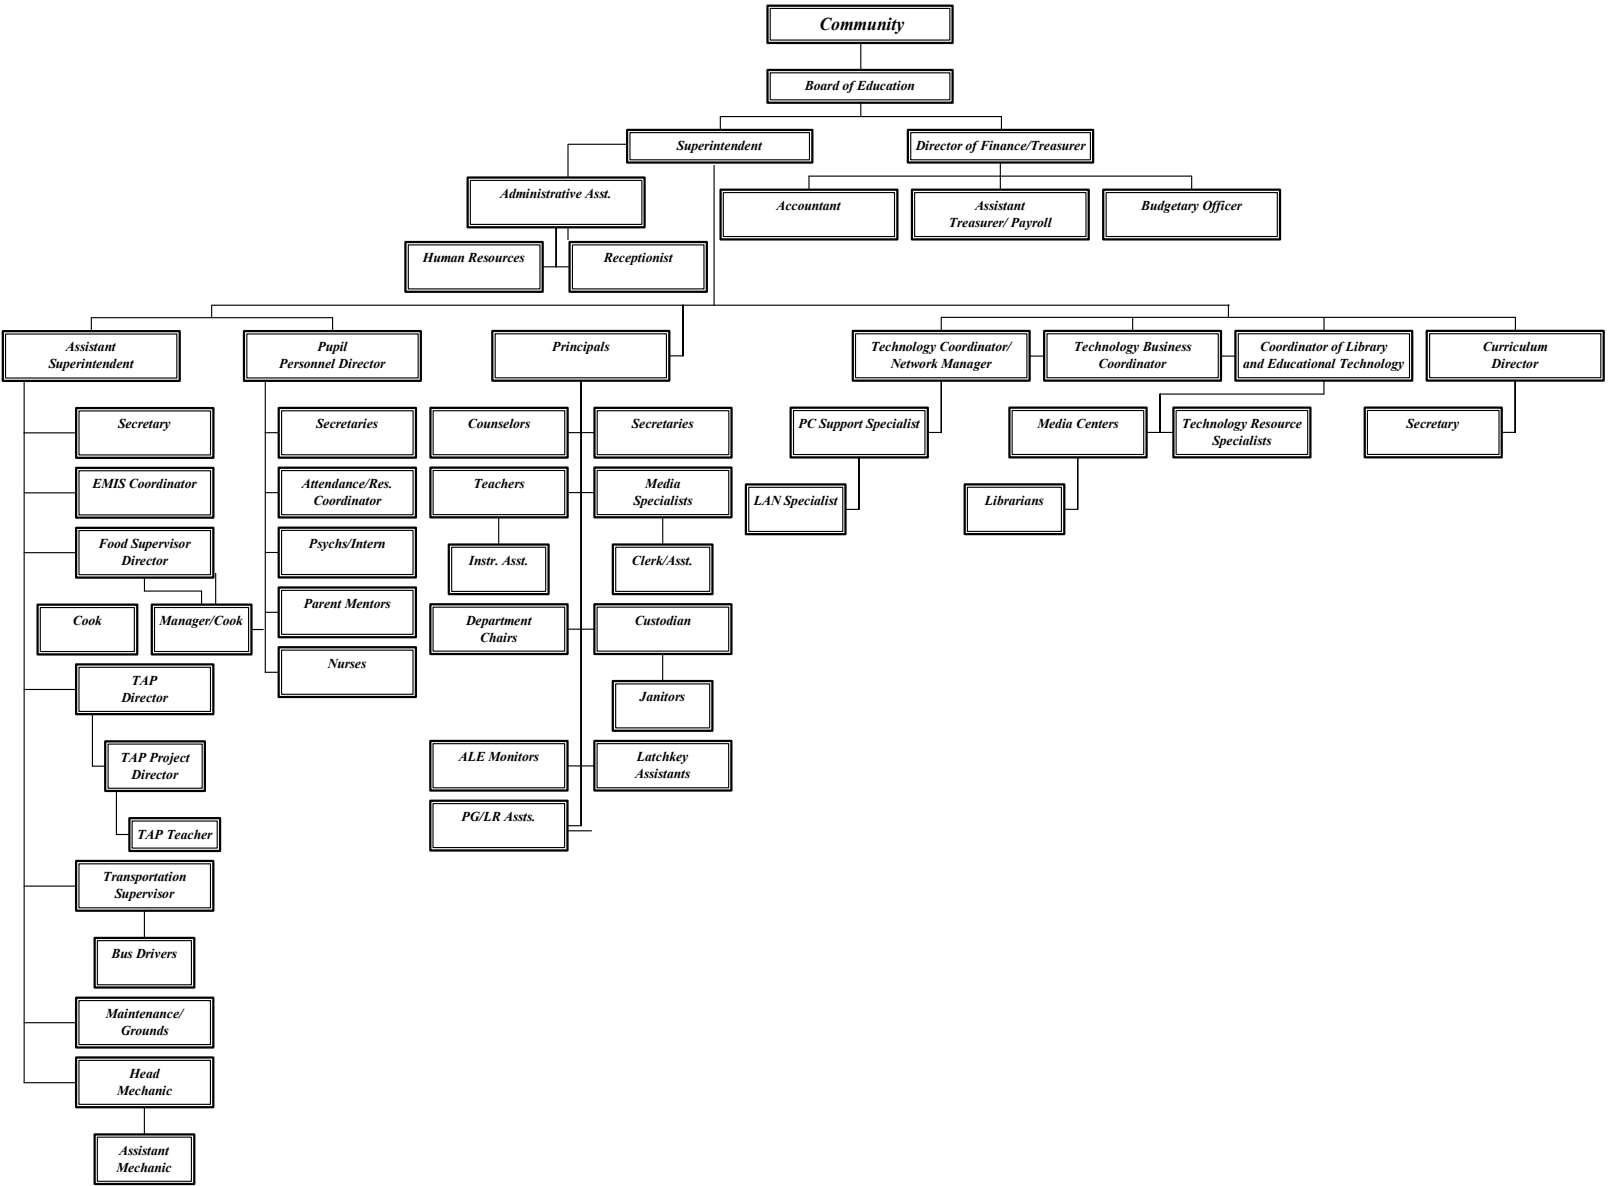 Community
Board of Education
Superintendent
Director of Finance/Treasurer
Administrative Asst.
Accountant
Assistant
Treasurer/ Payroll
Budgetary Officer
Human Resources
Receptionist
Assistant
Superintendent
Pupil
Personnel Director
Principals
Technology Coordinator/
Network Manager
Technology Business
Coordinator
Coordinator of Library
and Educational Technology
Curriculum
Director
Secretary
Secretaries
Counselors
Secretaries
PC Support Specialist
Media Centers
Technology Resource
Specialists
Secretary
EMIS Coordinator
Attendance/Res.
Coordinator
Teachers
Media
Specialists
LAN Specialist
Librarians
Food Supervisor
Director
Psychs/Intern
Instr. Asst.
Clerk/Asst.
Cook
Manager/Cook
Parent Mentors
Department
Chairs
Custodian
Nurses
TAP
Director
Janitors
TAP Project
Director
ALE Monitors
Latchkey
Assistants
TAP Teacher
PG/LR Assts.
Transportation
Supervisor
Bus Drivers
Maintenance/
Grounds
Head
Mechanic
Assistant
Mechanic